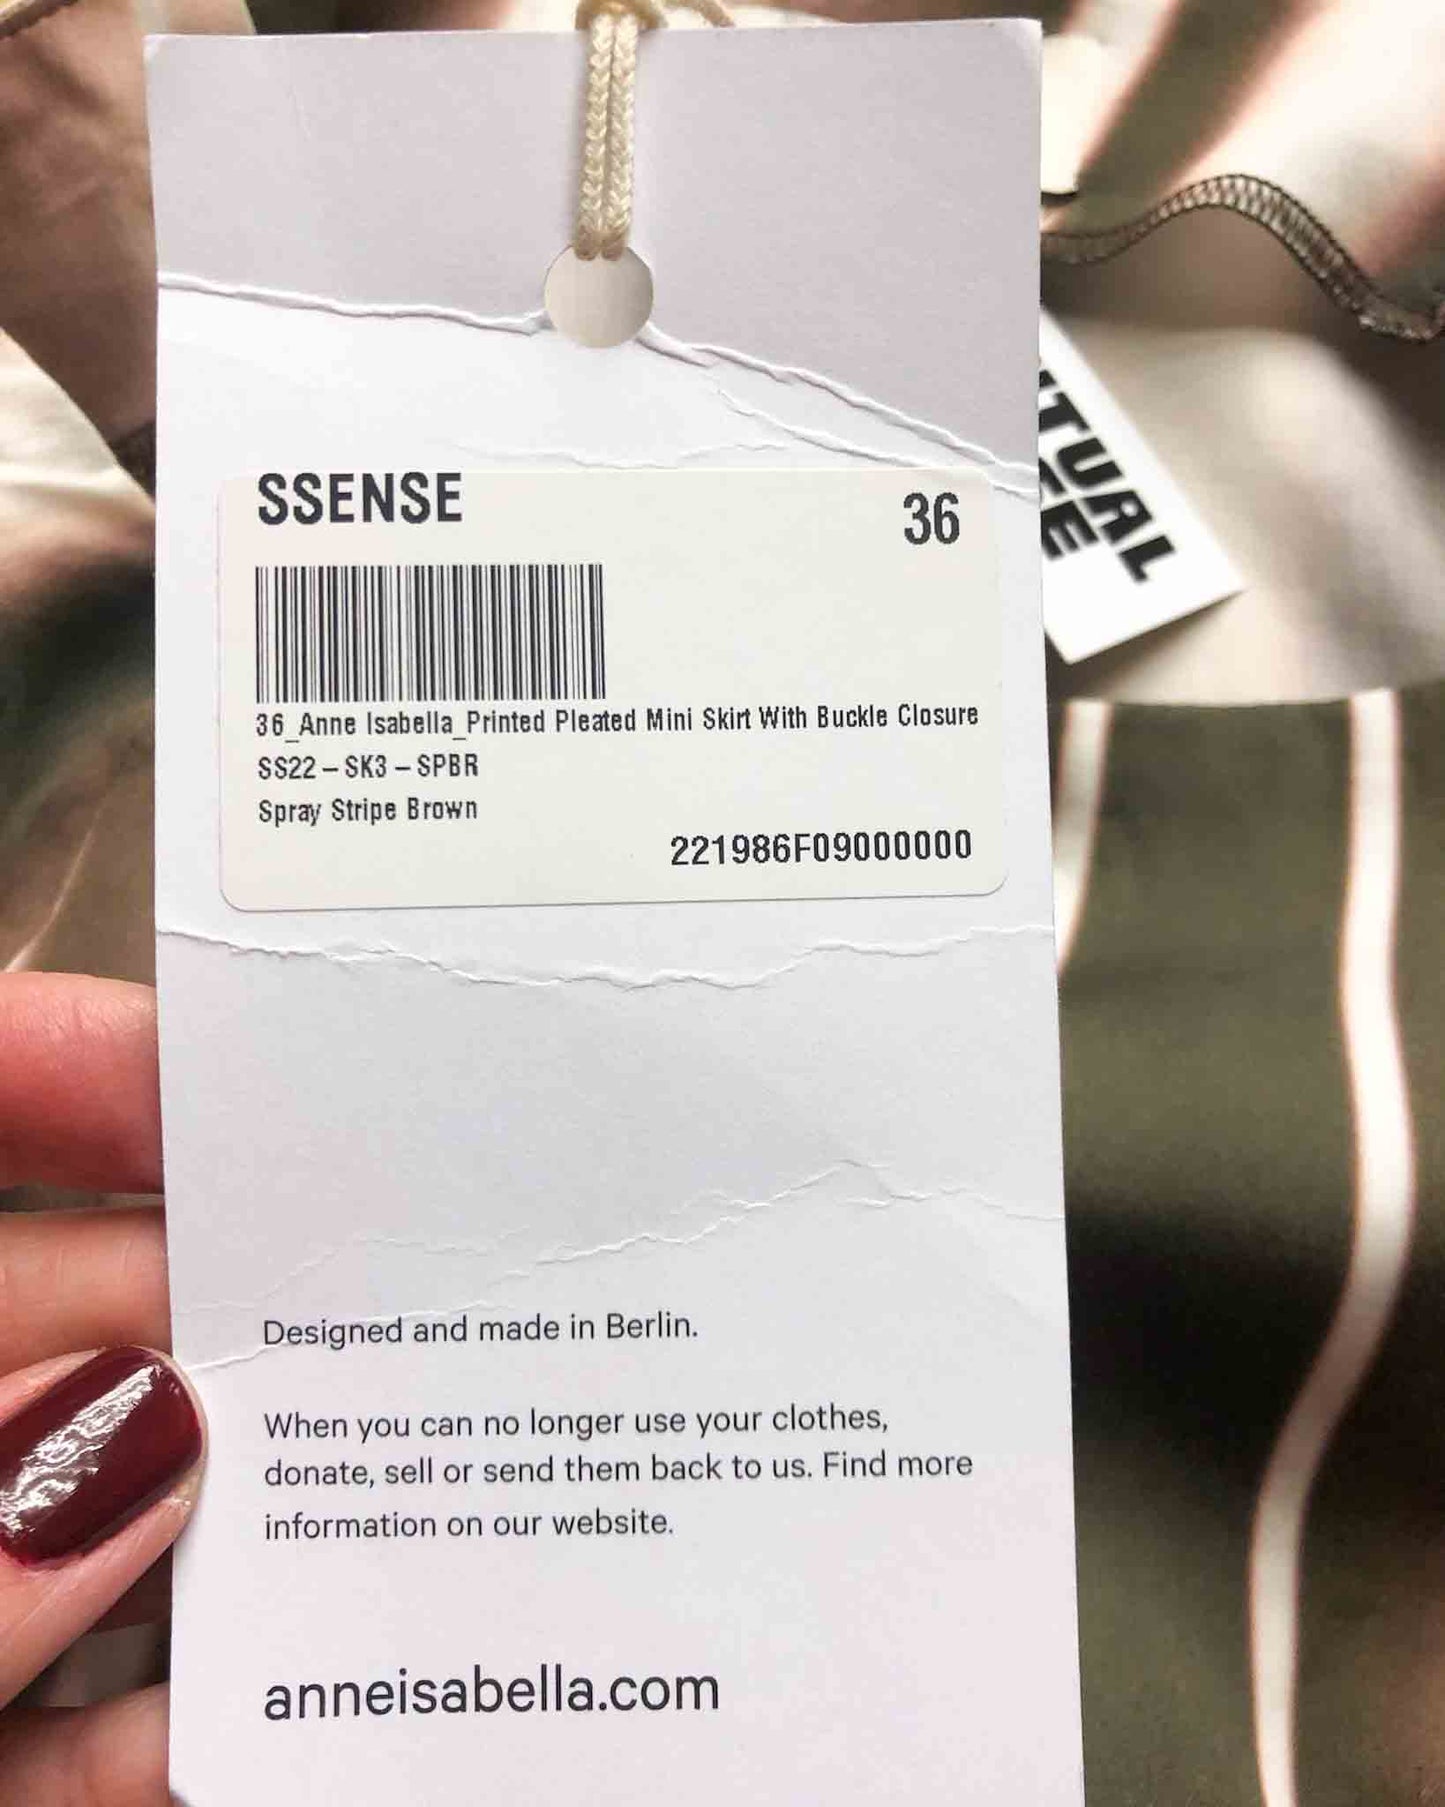 SSENSE
36
36_Anne Isabella_Printed Pleated Mini Skirt With Buckle Closure
SS22 – SK3 – SPBR
Spray Stripe Brown
221986F09000000
Designed and made in Berlin.
When you can no longer use your clothes,
donate, sell or send them back to us. Find more
information on our website.
anneisabella.com